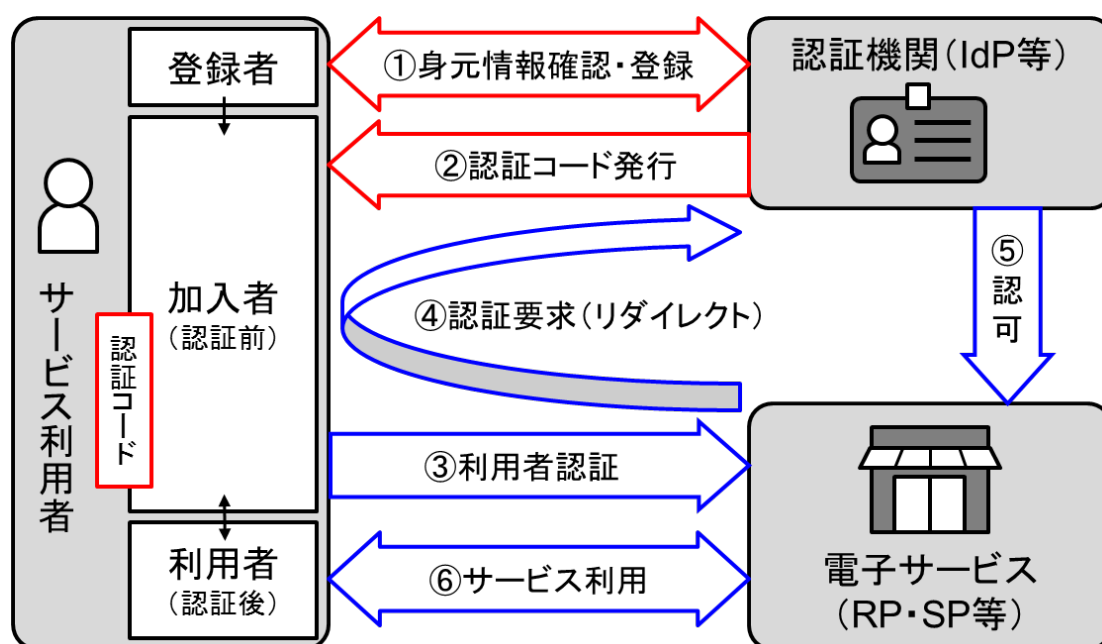 登録者
①身元情報確認・登録
認証機関（IdP等）
②認証コード発行
サービス利用者
加入者
（認証前）
認証コード
④認証要求（リダイレクト）
⑤認可
③利用者認証
利用者
（認証後）
⑥サービス利用
電子サービス
（RP・SP等）